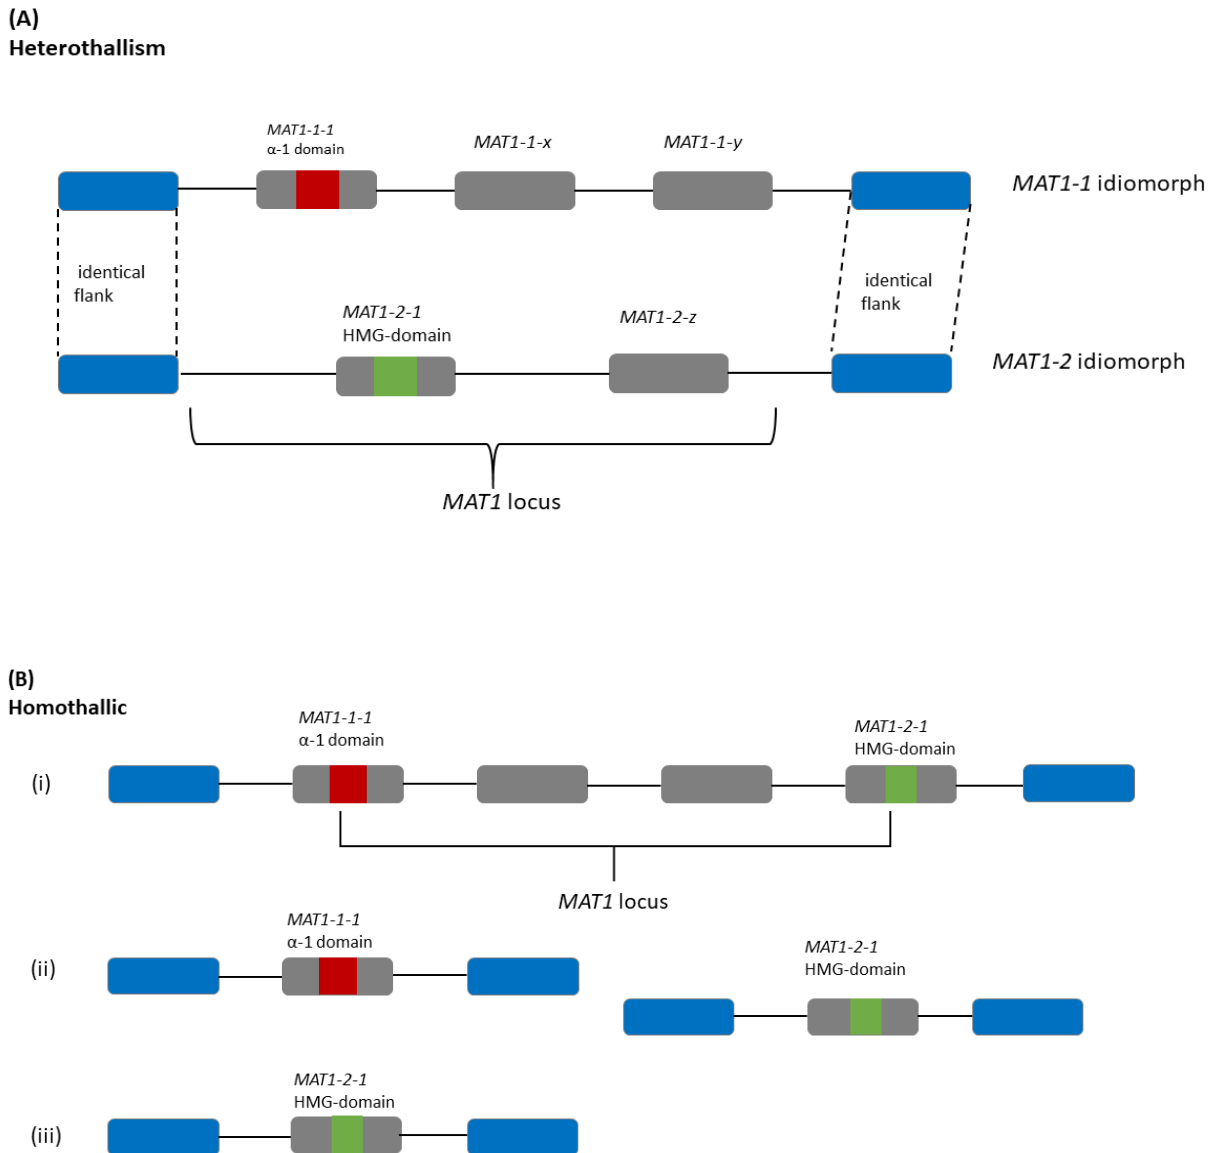 (A)
Heterothallism
MAT1-1-1
α-1 domain
MAT1-1-x
MAT1-1-y
MAT1-1 idiomorph
identical
flank
identical
flank
MAT1-2-1
HMG-domain
MAT1-2-z
MAT1-2 idiomorph
MAT1 locus
(B)
Homothallic
(i)
MAT1-1-1
α-1 domain
MAT1-2-1
HMG-domain
MAT1 locus
(ii)
MAT1-1-1
α-1 domain
MAT1-2-1
HMG-domain
(iii)
MAT1-2-1
HMG-domain